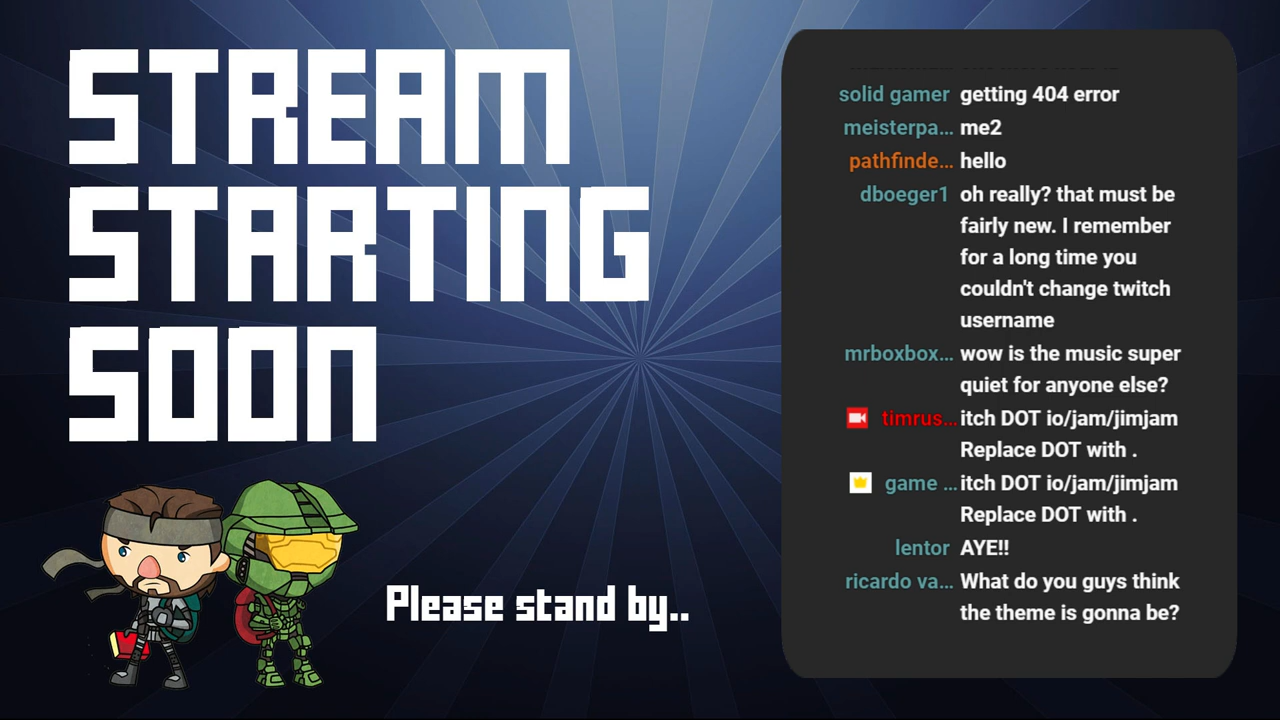 STREAM
STARTING
SOON
Please stand by..
solid gamer getting 404 error
meisterpa... me2
pathfinde... hello
dboeger1 oh really? that must be
fairly new. I remember
for a long time you
couldn't change twitch
username
mrboxbox... wow is the music super
quiet for anyone else?
timrus... itch DOT io/jam/jimjam
Replace DOT with .
game ... itch DOT io/jam/jimjam
Replace DOT with .
lentor AYE!!
ricardo va... What do you guys think
the theme is gonna be?